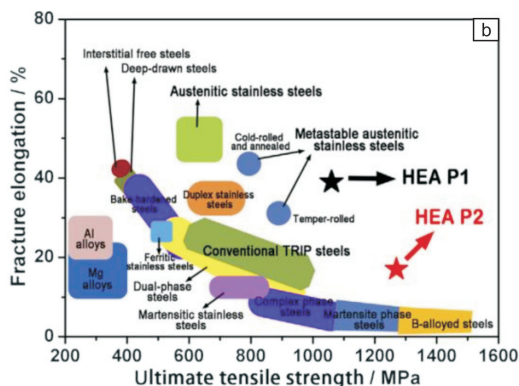 b
80
60
40
20
0
Fracture elongation / %
Interstitial free steels
Deep-drawn steels
Austenitic stainless steels
Cold-rolled
and annealed
Metastable austenitic
stainless steels
HEA P1
Bake hardened
steels
Duplex stainless
steels
Temper-rolled
HEA P2
Al
alloys
Mg
alloys
Ferritic
stainless steels
Conventional TRIP steels
Dual-phase
steels
Martensitic stainless
steels
Complex phase
steels
Martensite phase
steels
B-alloyed steels
200 400 600 800 1000 1200 1400 1600
Ultimate tensile strength / MPa